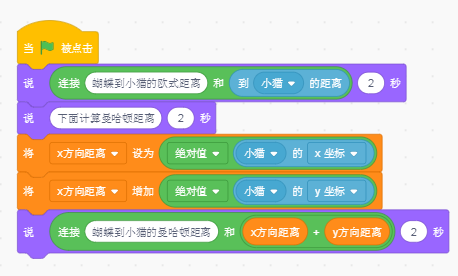 当 被点击
说 连接 蝴蝶到小猫的欧式距离 和 到 小猫 的距离 2 秒
说 下面计算曼哈顿距离 2 秒
将 x方向距离 设为 绝对值 小猫 的 x 坐标
将 x方向距离 增加 绝对值 小猫 的 y 坐标
说 连接 蝴蝶到小猫的曼哈顿距离 和 x方向距离 + y方向距离 2 秒